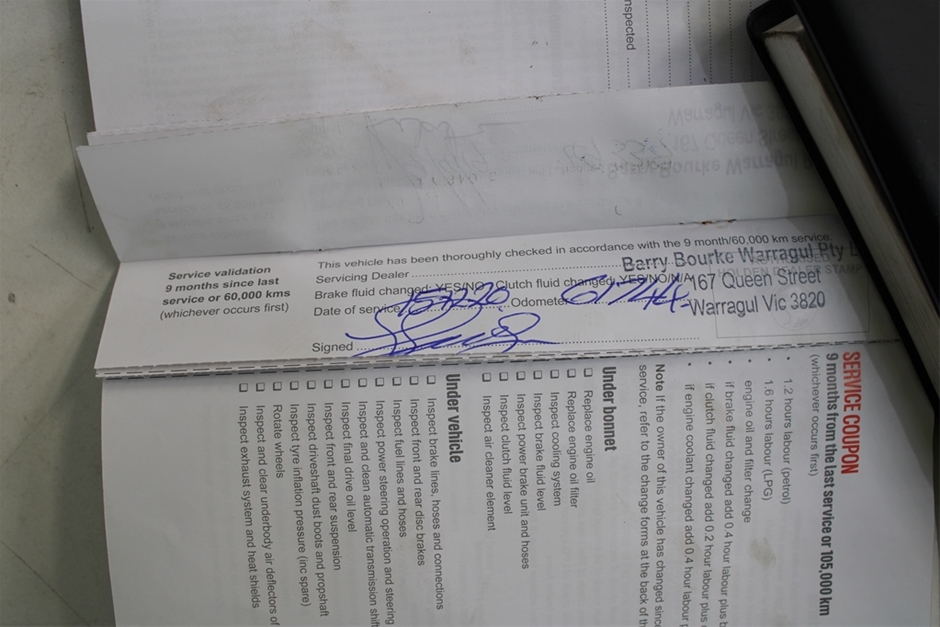 nspected
Service validation
9 months since last
service or 60,000 kms
(whichever occurs first)
This vehicle has been thoroughly checked in accordance with the 9 month/60,000 km service.
Servicing Dealer
Barry Bourke Warragul Pty L
Brake fluid changed: YES/NO Clutch fluid changed: YES/NO/N/A
167 Queen Street
Date of service
Odometer 61744
Warragul Vic 3820
Signed
SERVICE COUPON
9 months from the last service or 105,000 km
(whichever occurs first)
• 1.2 hours labour (petrol)
• 1.6 hours labour (LPG)
engine oil and filter change
if brake fluid changed add 0.4 hour labour plus b
• if clutch fluid changed add 0.2 hour labour plus
• if engine coolant changed add 0.4 hour labour p
Note If the owner of this vehicle has changed since
service, refer to the change forms at the back of th
Under bonnet
❑ Replace engine oil
❑ Replace engine oil filter
❑ Inspect cooling system
❑ Inspect brake fluid level
❑ Inspect power brake unit and hoses
❑ Inspect clutch fluid level
❑ Inspect air cleaner element
Under vehicle
❑ Inspect brake lines, hoses and connections
❑ Inspect front and rear disc brakes
❑ Inspect fuel lines and hoses
❑ Inspect power steering operation and steering
❑ Inspect and clean automatic transmission shift
❑ Inspect final drive oil level
❑ Inspect front and rear suspension
❑ Inspect driveshaft dust boots and propshaft
❑ Inspect tyre inflation pressure (inc spare)
❑ Rotate wheels
❑ Inspect and clear underbody air deflectors of
❑ Inspect exhaust system and heat shields